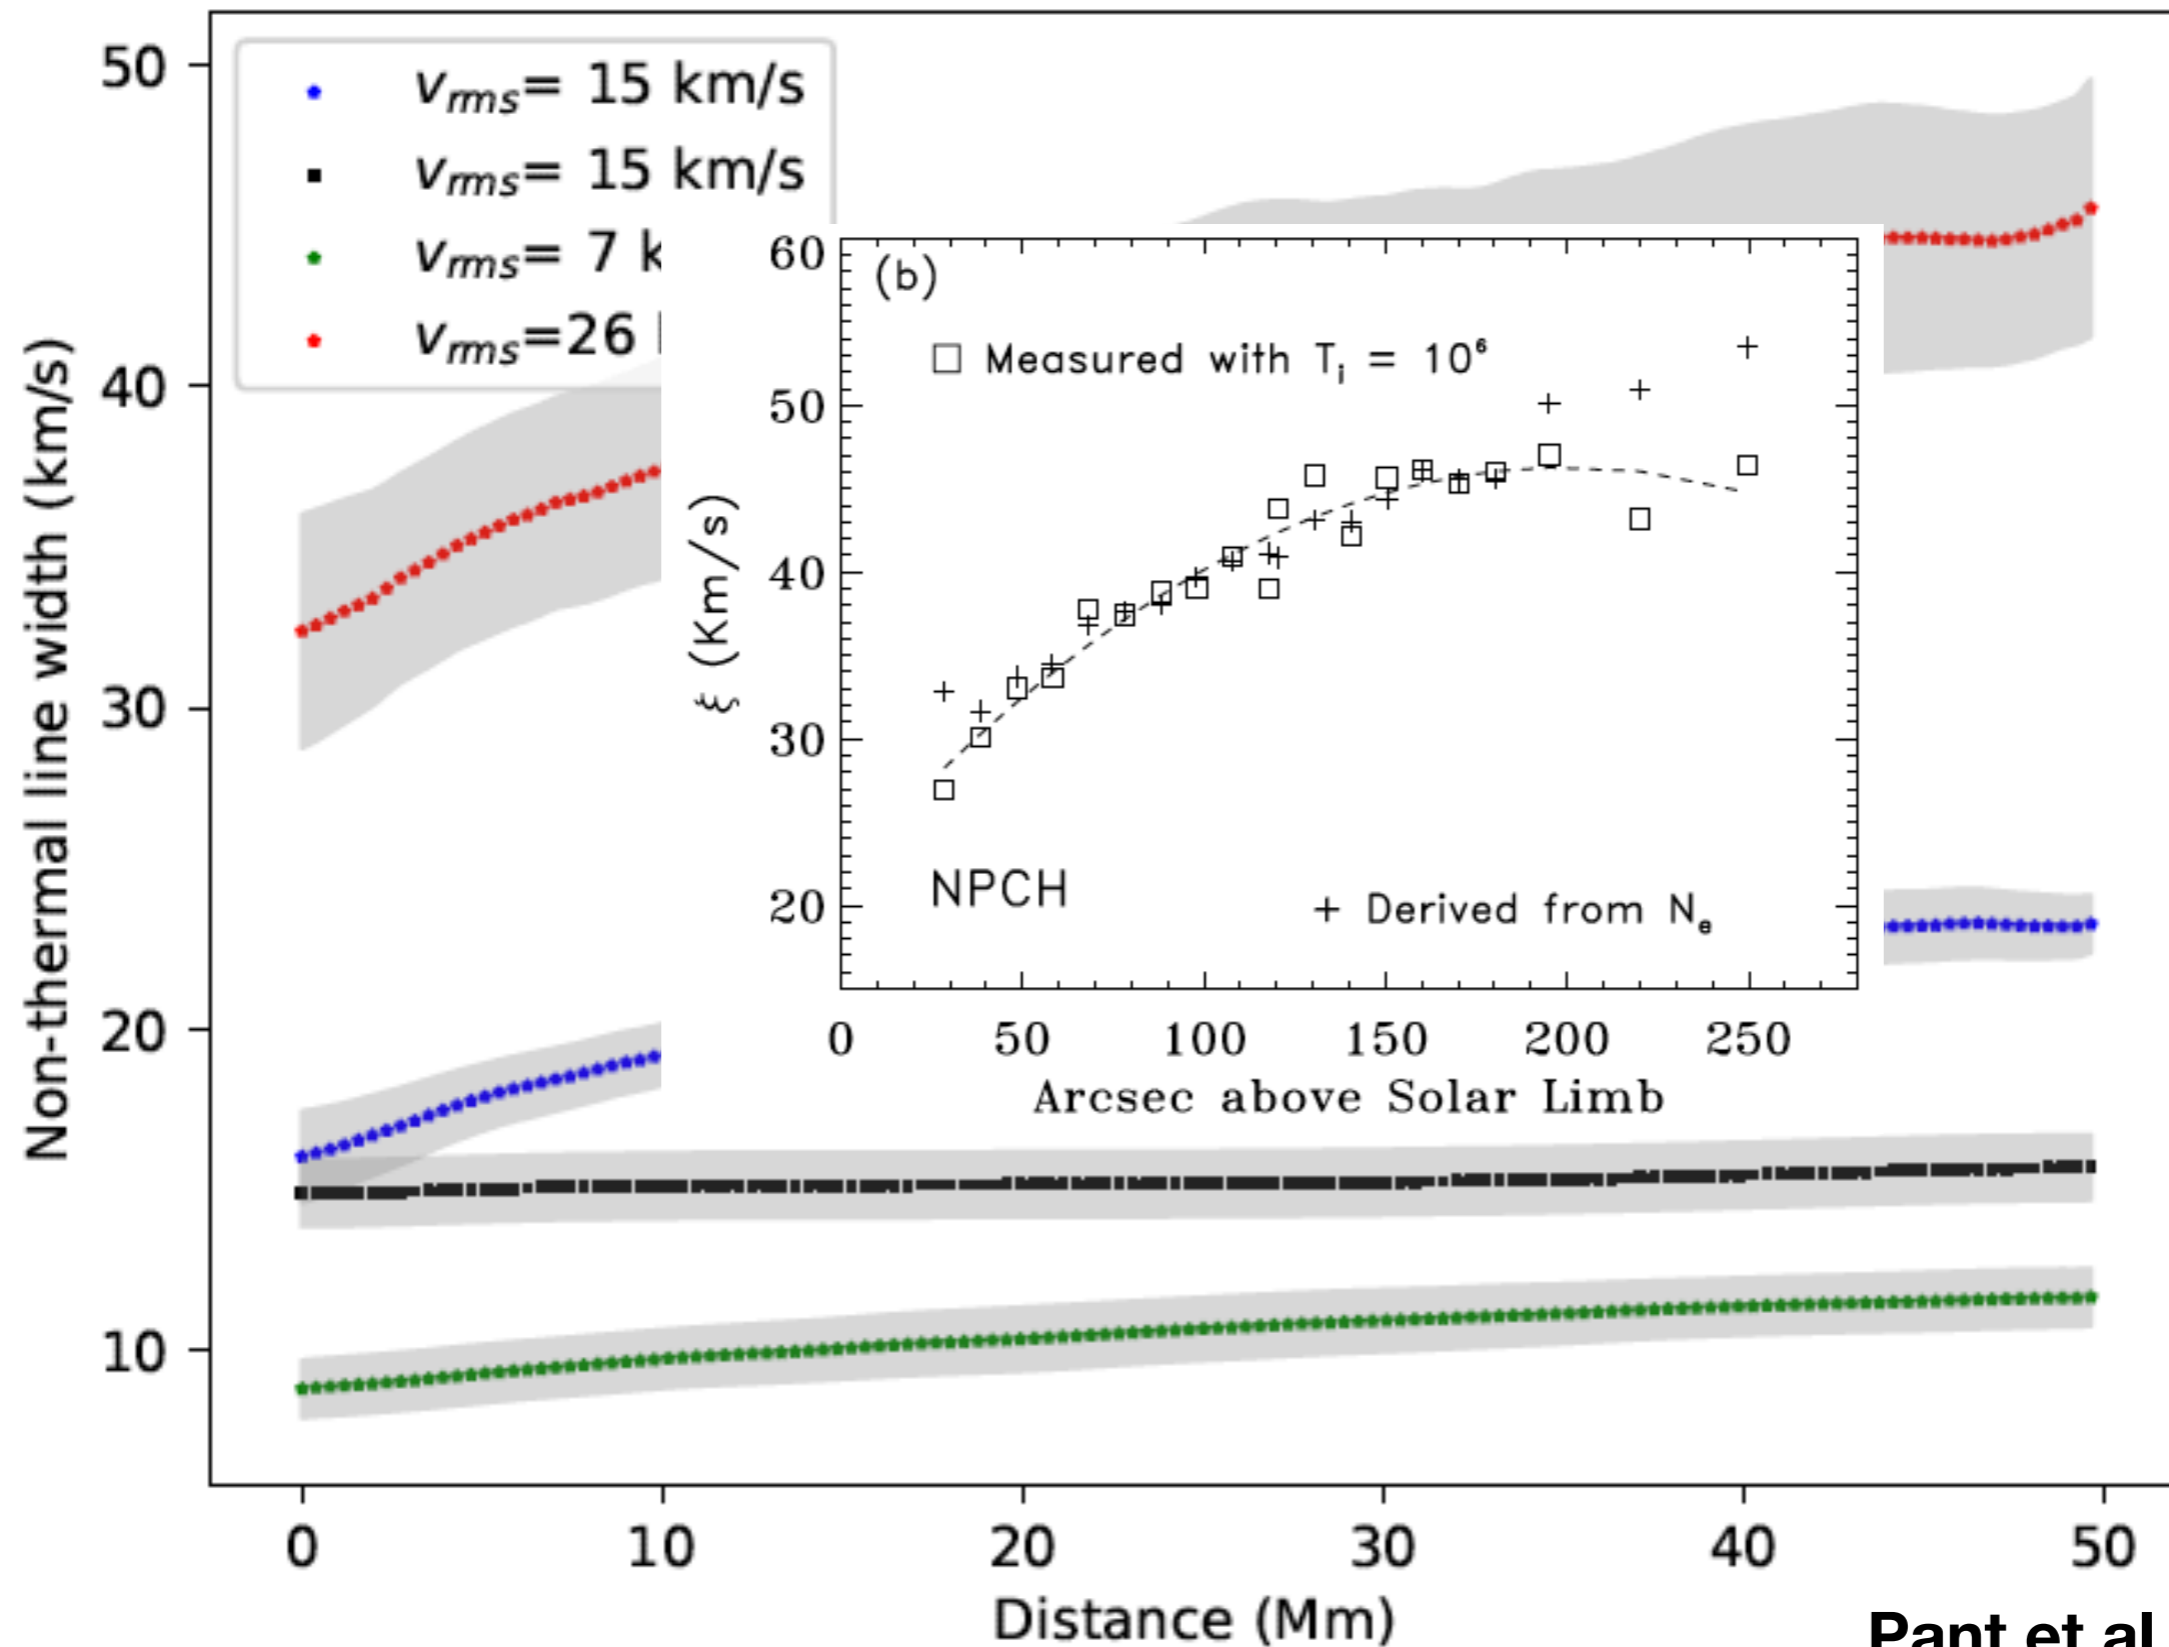 50
40
30
20
10
Non-thermal line width (km/s)
v_rms= 15 km/s
v_rms= 15 km/s
v_rms= 7 k
v_rms=26
60
50
40
30
20
ξ (Km/s)
(b)
□ Measured with T_i = 10⁶
NPCH
+ Derived from N_e
0 50 100 150 200 250
Arcsec above Solar Limb
0 10 20 30 40 50
Distance (Mm)
Pant et al